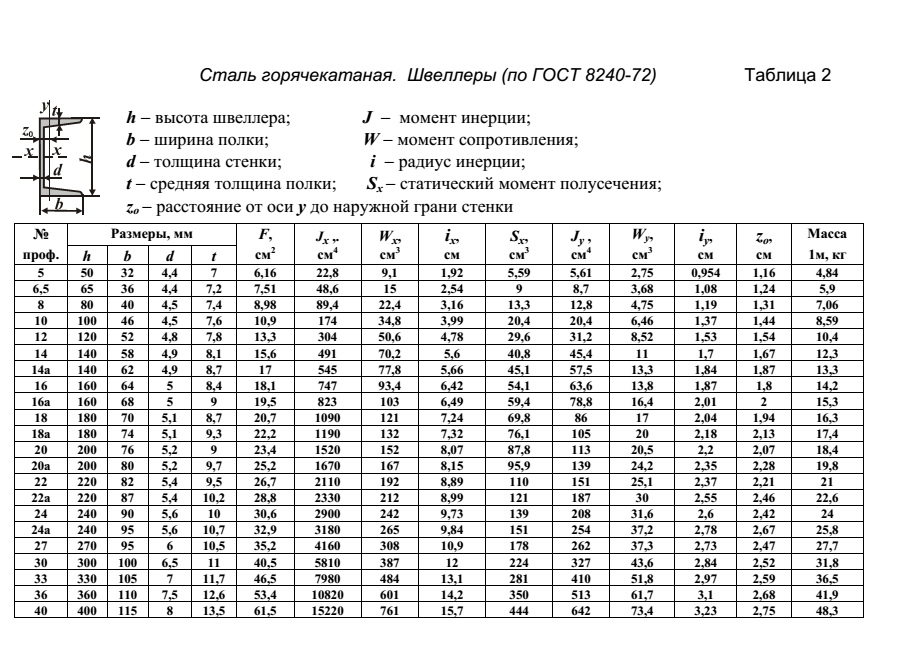 Сталь горячекатаная. Швеллеры (по ГОСТ 8240-72) Таблица 2
y t
z₀
x x
h
d
b
h – высота швеллера; J – момент инерции;
b – ширина полки; W – момент сопротивления;
d – толщина стенки; i – радиус инерции;
t – средняя толщина полки; Sx – статический момент полусечения;
zo – расстояние от оси y до наружной грани стенки
№ проф. Размеры, мм F, см² Jx ,. см⁴ Wx, см³ ix, см Sx, см³ Jy , см⁴ Wy, см³ iy, см zo, см Масса 1м, кг
h b d t
5 50 32 4,4 7 6,16 22,8 9,1 1,92 5,59 5,61 2,75 0,954 1,16 4,84
6,5 65 36 4,4 7,2 7,51 48,6 15 2,54 9 8,7 3,68 1,08 1,24 5,9
8 80 40 4,5 7,4 8,98 89,4 22,4 3,16 13,3 12,8 4,75 1,19 1,31 7,06
10 100 46 4,5 7,6 10,9 174 34,8 3,99 20,4 20,4 6,46 1,37 1,44 8,59
12 120 52 4,8 7,8 13,3 304 50,6 4,78 29,6 31,2 8,52 1,53 1,54 10,4
14 140 58 4,9 8,1 15,6 491 70,2 5,6 40,8 45,4 11 1,7 1,67 12,3
14а 140 62 4,9 8,7 17 545 77,8 5,66 45,1 57,5 13,3 1,84 1,87 13,3
16 160 64 5 8,4 18,1 747 93,4 6,42 54,1 63,6 13,8 1,87 1,8 14,2
16а 160 68 5 9 19,5 823 103 6,49 59,4 78,8 16,4 2,01 2 15,3
18 180 70 5,1 8,7 20,7 1090 121 7,24 69,8 86 17 2,04 1,94 16,3
18а 180 74 5,1 9,3 22,2 1190 132 7,32 76,1 105 20 2,18 2,13 17,4
20 200 76 5,2 9 23,4 1520 152 8,07 87,8 113 20,5 2,2 2,07 18,4
20а 200 80 5,2 9,7 25,2 1670 167 8,15 95,9 139 24,2 2,35 2,28 19,8
22 220 82 5,4 9,5 26,7 2110 192 8,89 110 151 25,1 2,37 2,21 21
22а 220 87 5,4 10,2 28,8 2330 212 8,99 121 187 30 2,55 2,46 22,6
24 240 90 5,6 10 30,6 2900 242 9,73 139 208 31,6 2,6 2,42 24
24а 240 95 5,6 10,7 32,9 3180 265 9,84 151 254 37,2 2,78 2,67 25,8
27 270 95 6 10,5 35,2 4160 308 10,9 178 262 37,3 2,73 2,47 27,7
30 300 100 6,5 11 40,5 5810 387 12 224 327 43,6 2,84 2,52 31,8
33 330 105 7 11,7 46,5 7980 484 13,1 281 410 51,8 2,97 2,59 36,5
36 360 110 7,5 12,6 53,4 10820 601 14,2 350 513 61,7 3,1 2,68 41,9
40 400 115 8 13,5 61,5 15220 761 15,7 444 642 73,4 3,23 2,75 48,3